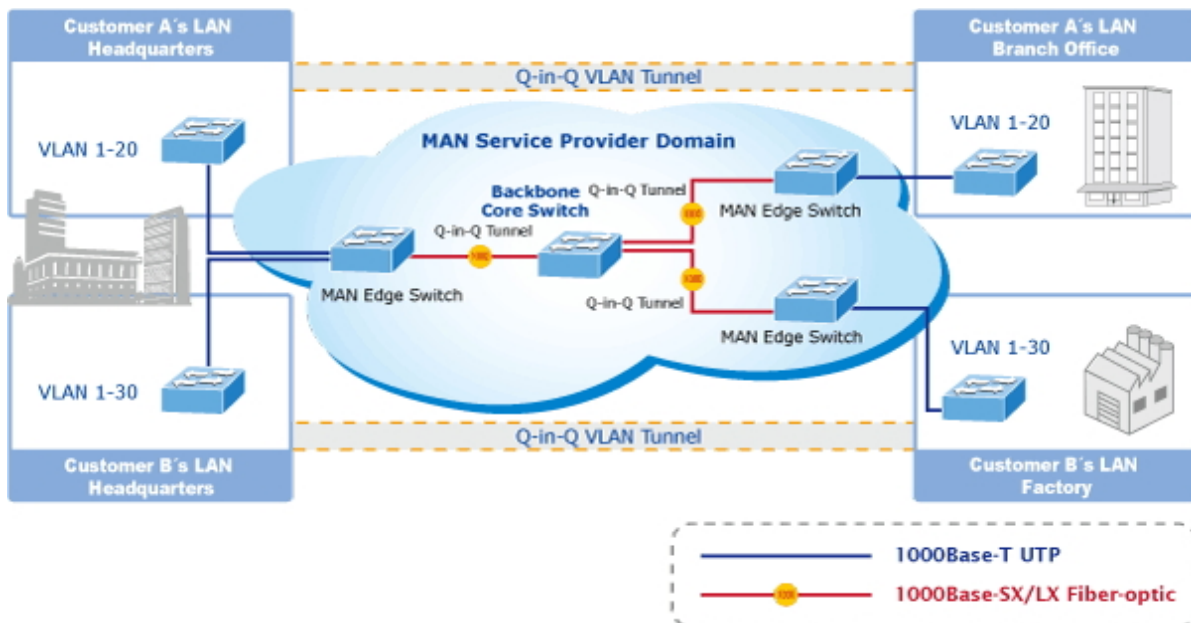 Customer A´s LAN
Headquarters
Customer A´s LAN
Branch Office
Q-in-Q VLAN Tunnel
VLAN 1-20
MAN Service Provider Domain
VLAN 1-20
Q-in-Q Tunnel
Backbone
Core Switch
MAN Edge Switch
Q-in-Q Tunnel
MAN Edge Switch
Q-in-Q Tunnel
MAN Edge Switch
VLAN 1-30
VLAN 1-30
Q-in-Q VLAN Tunnel
Customer B´s LAN
Headquarters
Customer B´s LAN
Factory
1000Base-T UTP
1000Base-SX/LX Fiber-optic